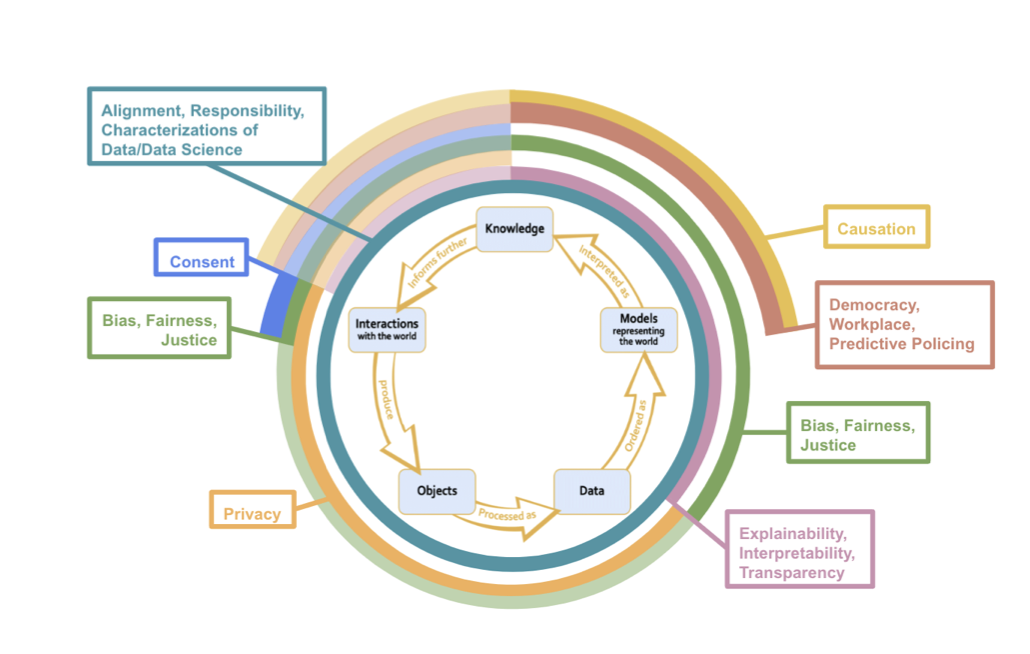 Alignment, Responsibility,
Characterizations of
Data/Data Science
Consent
Bias, Fairness,
Justice
Privacy
Knowledge
Informs further
Interactions
with the world
produce
Objects
Processed as
Data
Ordered as
Models
representing
the world
Interpreted as
Causation
Democracy,
Workplace,
Predictive Policing
Bias, Fairness,
Justice
Explainability,
Interpretability,
Transparency